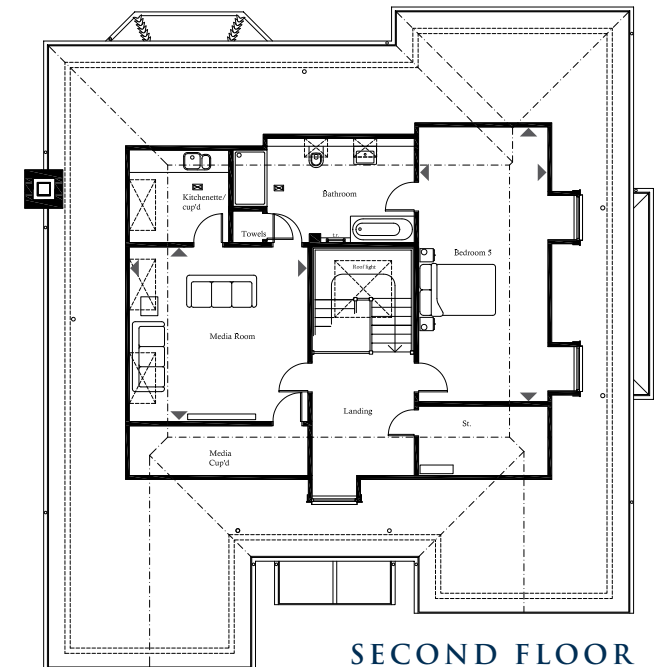 Kitchenette/
cup'd
Bathroom
Towels
Bedroom 5
Roof light
Media Room
Landing
St.
Media
Cup'd
SECOND FLOOR